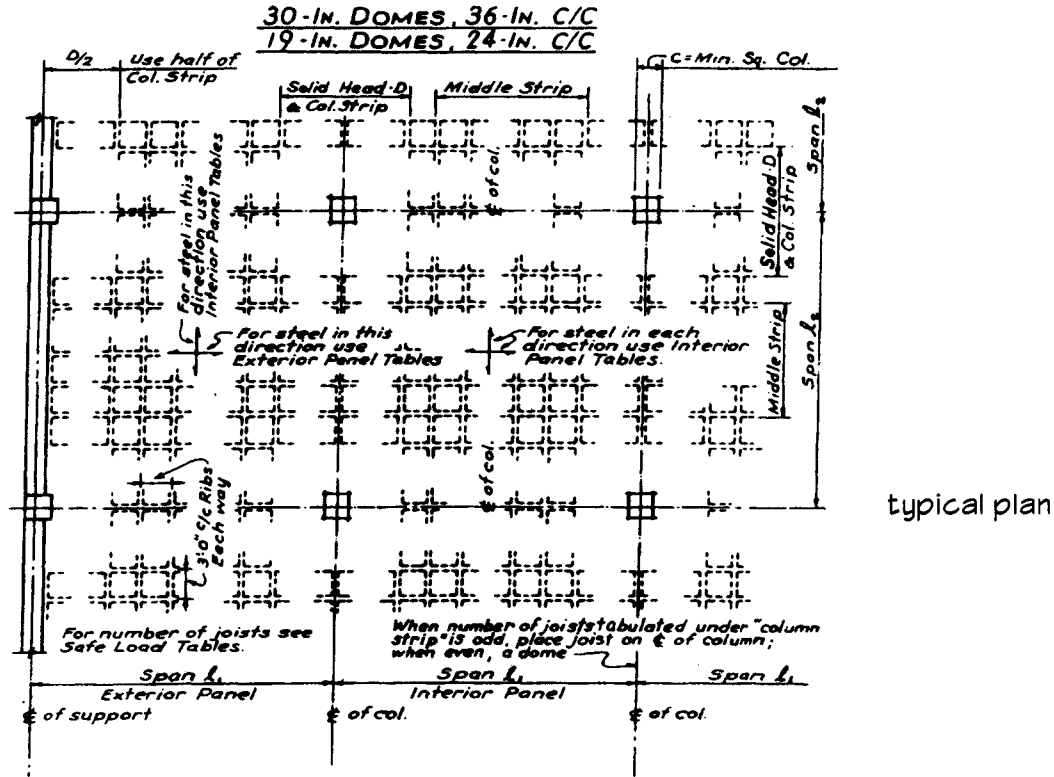 30-IN. DOMES, 36-IN. C/C
19-IN. DOMES, 24-IN. C/C
D/2
Use half of
Col. Strip
Solid Head-D
& Col. Strip
Middle Strip
C=Min. Sq. Col.
Span l₂
Solid Head-D
& Col. Strip
For steel in this
direction use
Interior Panel Tables
℄ of col.
For steel in this
direction use
Exterior Panel Tables
For steel in each
direction use Interior
Panel Tables.
Middle Strip
Span l₂
℄ of col.
3'0" c/c Ribs
Each way
typical plan
For number of joists see
Safe Load Tables.
When number of joists tabulated under "column
strip" is odd, place joist on ℄ of column;
when even, a dome
Span l₁
Exterior Panel
Span l₁
Interior Panel
Span l₁
℄ of support
℄ of col.
℄ of col.